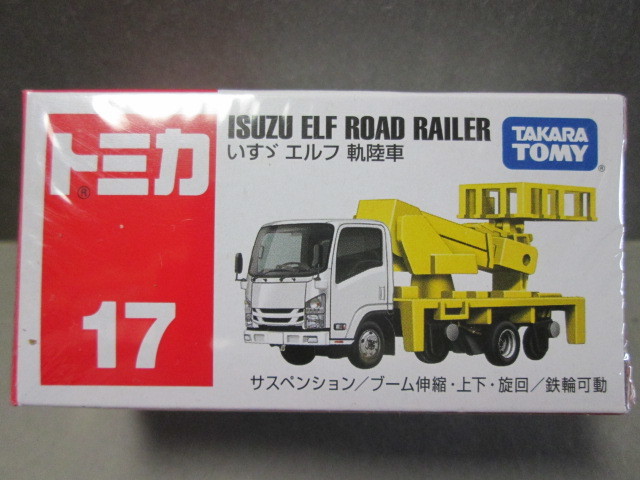 トミカ®
17
ISUZU ELF ROAD RAILER
いすゞ エルフ 軌陸車
TAKARA
TOMY®
サスペンション/ブーム伸縮・上下・旋回/鉄輪可動